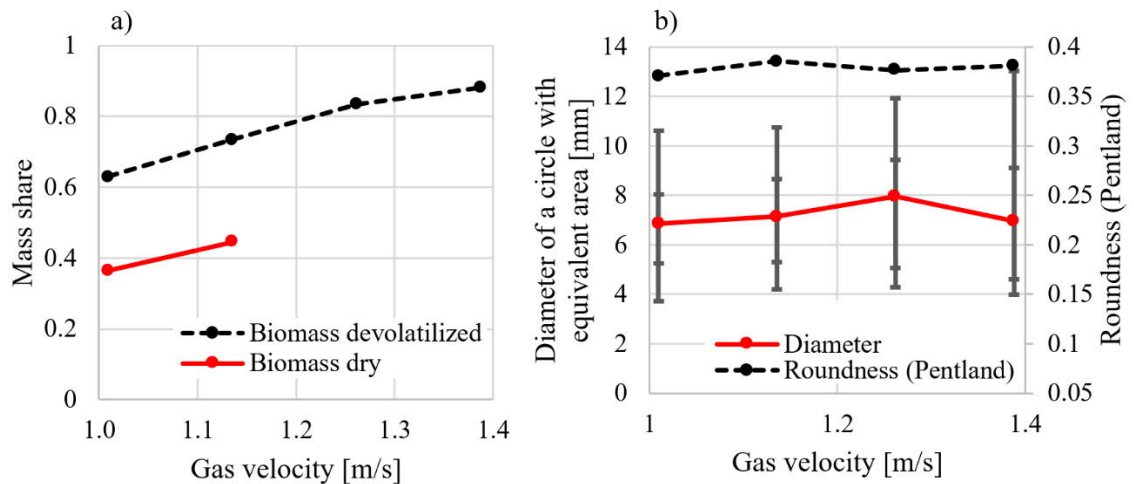 a)
1
0.8
0.6
0.4
0.2
0
Mass share
Biomass devolatilized
Biomass dry
1.0
1.1
1.2
1.3
1.4
Gas velocity [m/s]
b)
Diameter of a circle with
equivalent area [mm]
14
12
10
8
6
4
2
0
Diameter
Roundness (Pentland)
0.4
0.35
0.3
0.25
0.2
0.15
0.1
0.05
Roundness (Pentland)
1
1.2
1.4
Gas velocity [m/s]